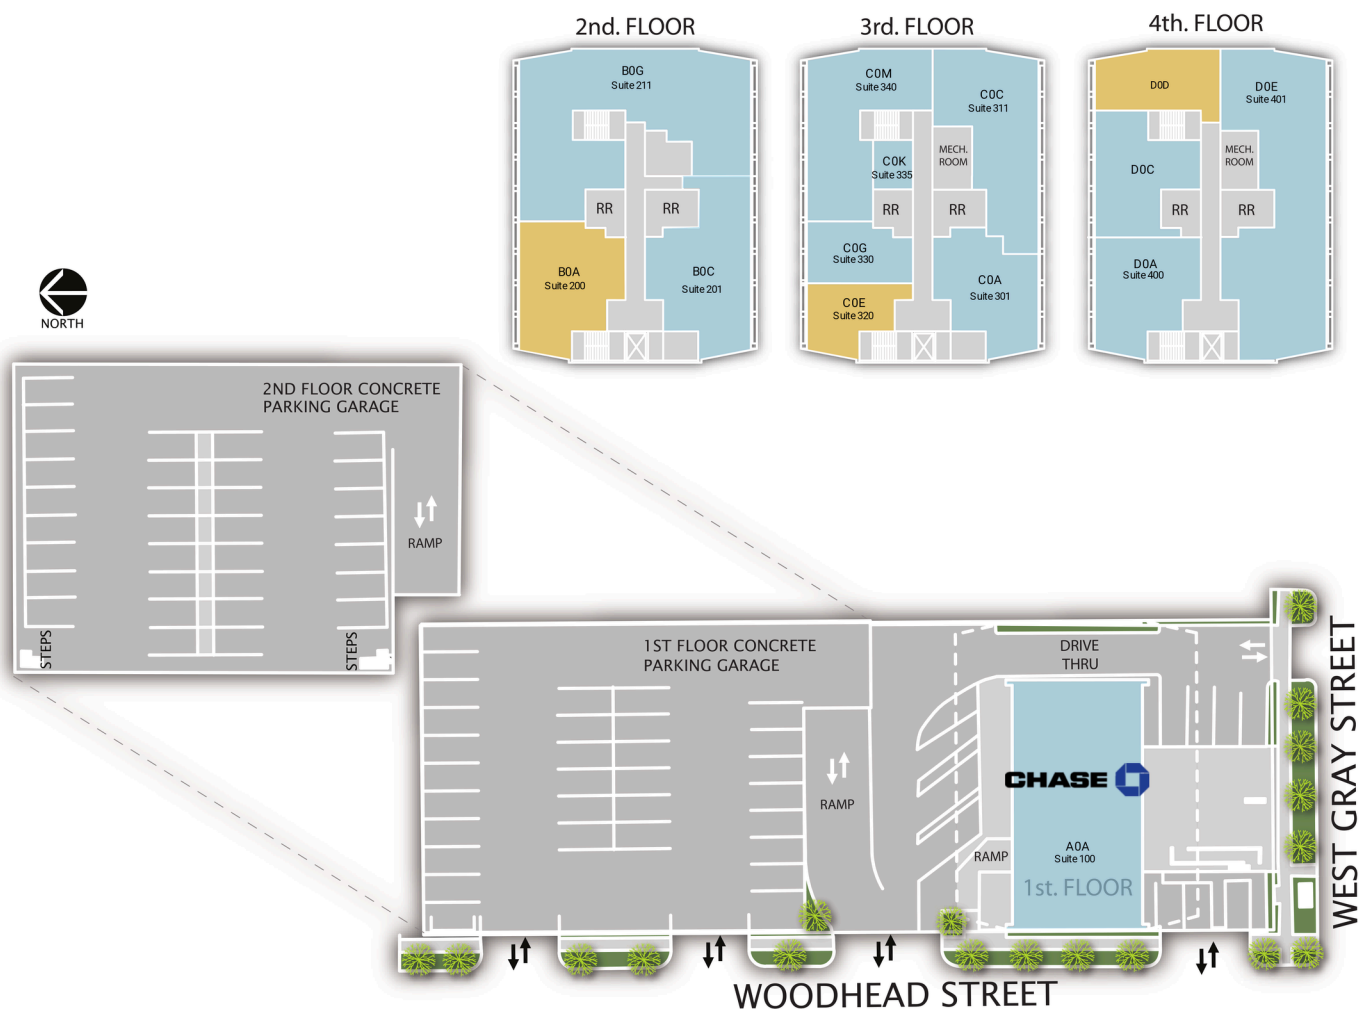 2nd. FLOOR
3rd. FLOOR
4th. FLOOR
B0G
Suite 211
RR
RR
B0A
Suite 200
B0C
Suite 201
C0M
Suite 340
C0C
Suite 311
MECH.
ROOM
C0K
Suite 335
RR
RR
C0G
Suite 330
C0A
Suite 301
C0E
Suite 320
D0D
D0E
Suite 401
MECH.
ROOM
D0C
RR
RR
D0A
Suite 400
NORTH
2ND FLOOR CONCRETE
PARKING GARAGE
RAMP
STEPS
STEPS
1ST FLOOR CONCRETE
PARKING GARAGE
RAMP
DRIVE
THRU
CHASE
RAMP
A0A
Suite 100
1st. FLOOR
WEST GRAY STREET
WOODHEAD STREET